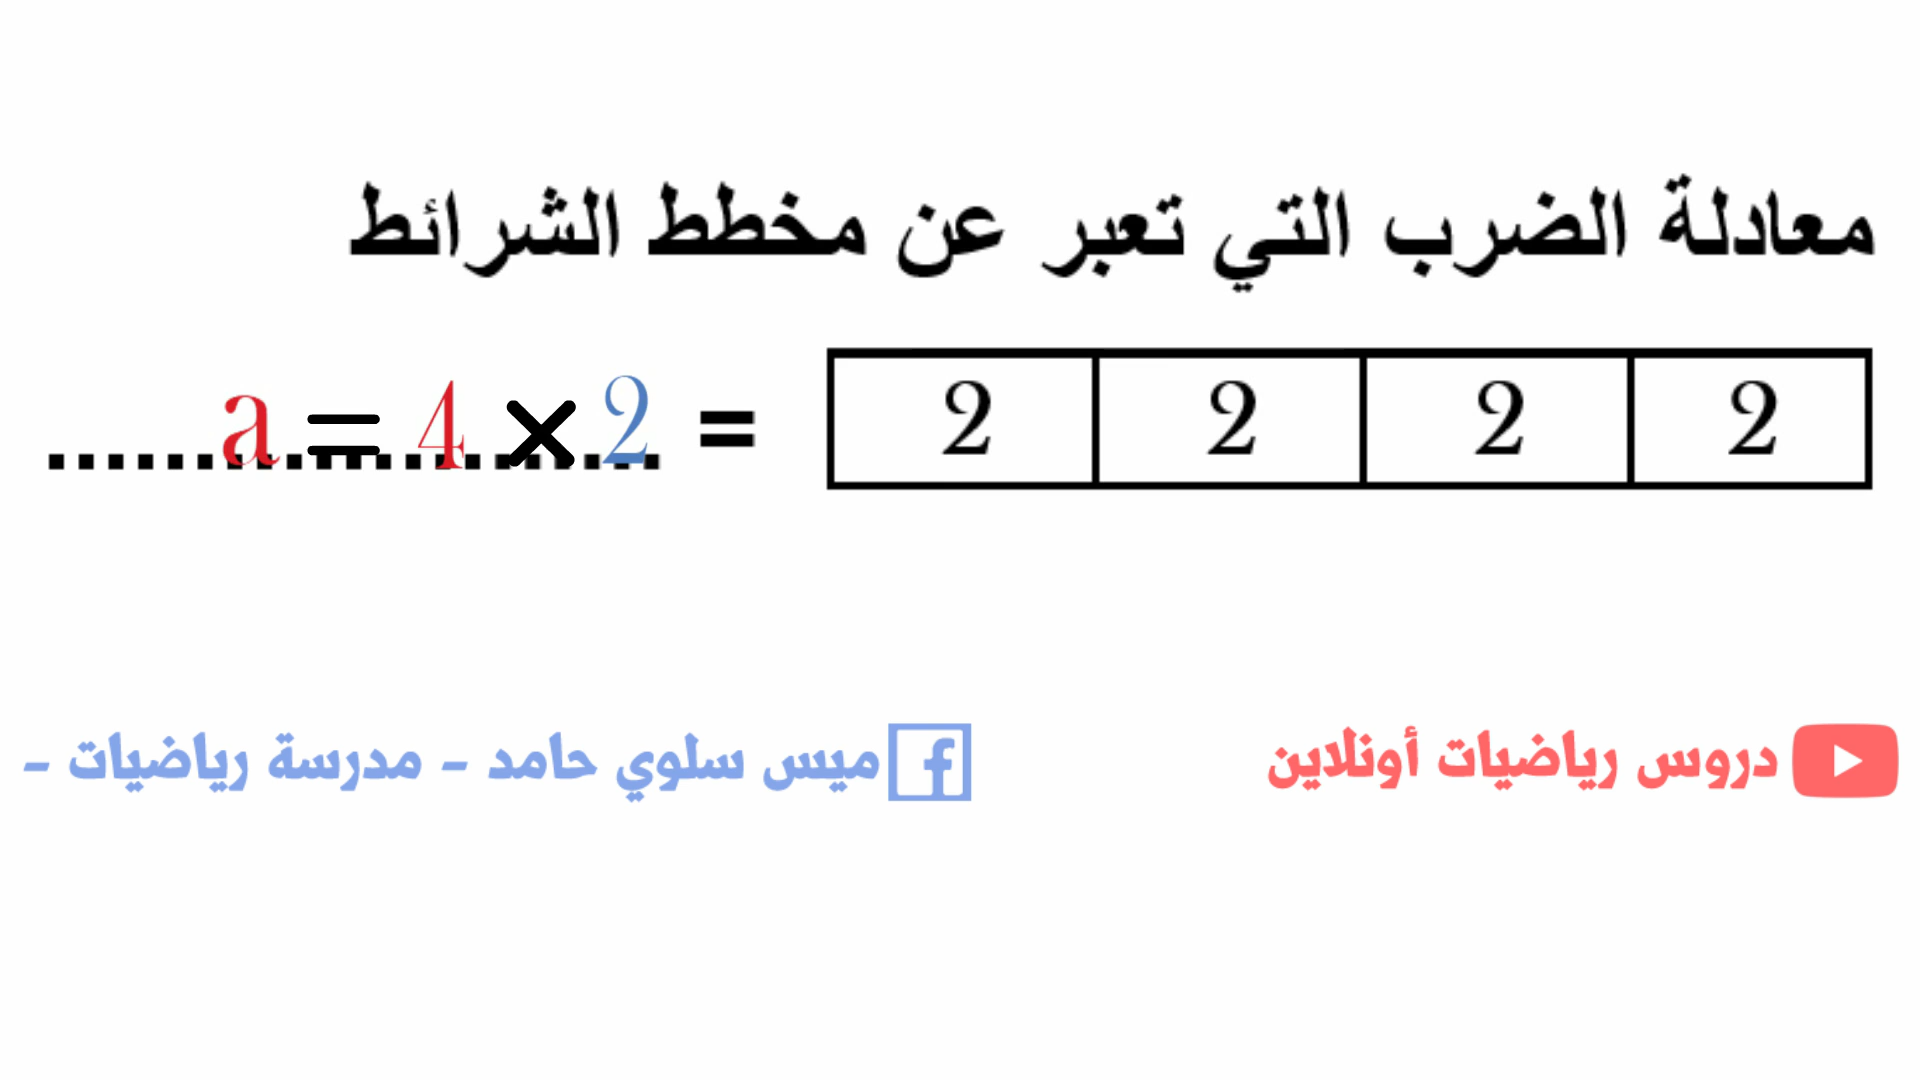 معادلة الضرب التي تعبر عن مخطط الشرائط
a = 4 × 2 = 2 2 2 2
دروس رياضيات أونلاين
ميس سلوي حامد - مدرسة رياضيات -